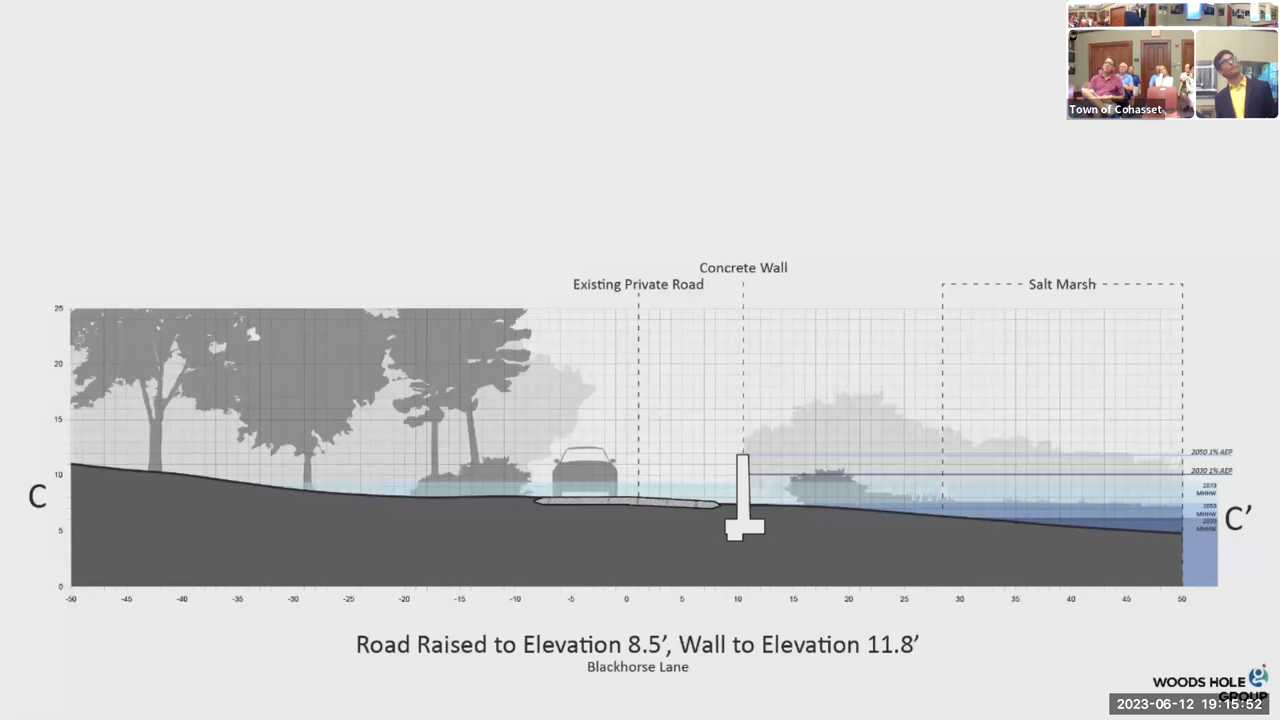 Town of Cohasset
Concrete Wall
Existing Private Road
Salt Marsh
25
20
15
10
5
0
C
C’
2050 1% AEP
2030 1% AEP
2070
MHHW
2050
MHHW
2030
MHHW
-50 -45 -40 -35 -30 -25 -20 -15 -10 -5 0 5 10 15 20 25 30 35 40 45 50
Road Raised to Elevation 8.5’, Wall to Elevation 11.8’
Blackhorse Lane
WOODS HOLE
GROUP
2023-06-12 19:15:52